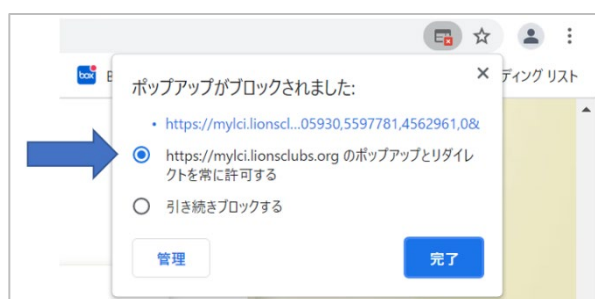 box
ディング リスト
ポップアップがブロックされました:
https://mylci.lionscl...05930,5597781,4562961,0&
https://mylci.lionsclubs.org のポップアップとリダイレ
クトを常に許可する
引き続きブロックする
管理
完了